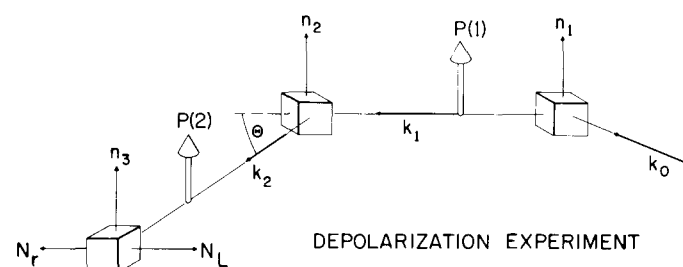 n2
P(1)
n1
P(2)
Θ
k1
k0
n3
k2
Nr
NL
DEPOLARIZATION EXPERIMENT